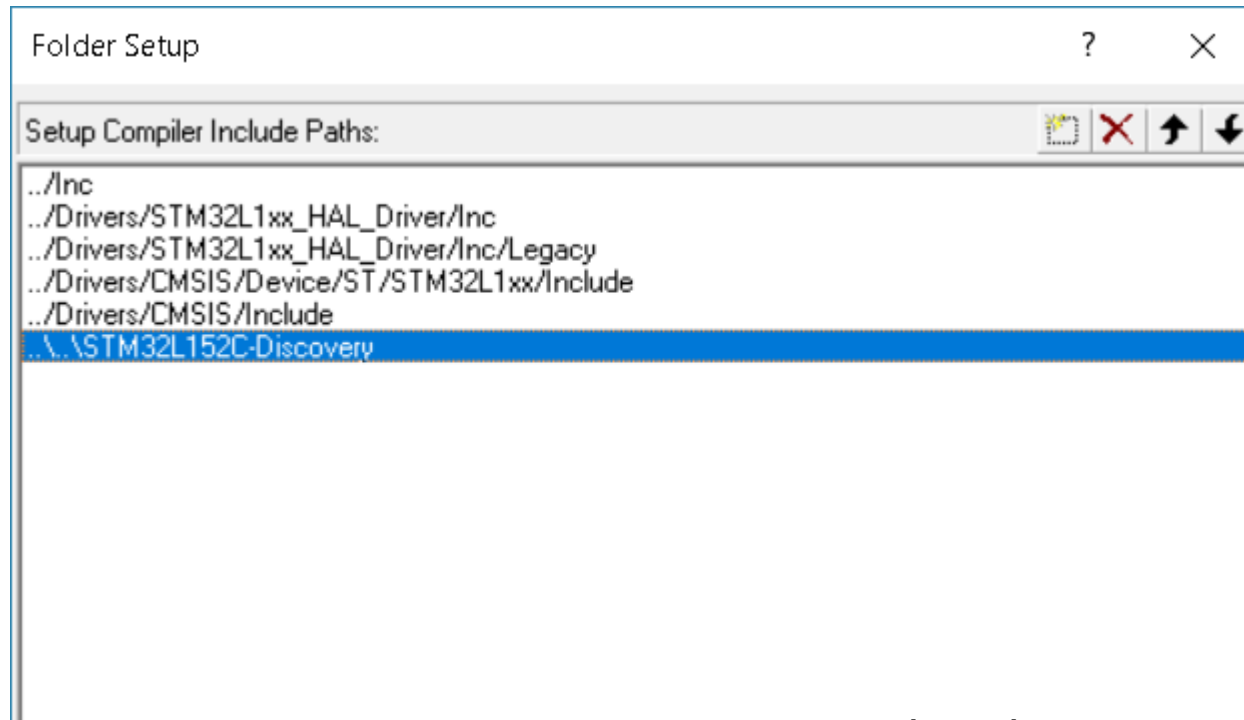 Folder Setup
Setup Compiler Include Paths:
../Inc
../Drivers/STM32L1xx_HAL_Driver/Inc
../Drivers/STM32L1xx_HAL_Driver/Inc/Legacy
../Drivers/CMSIS/Device/ST/STM32L1xx/Include
../Drivers/CMSIS/Include
..\..\STM32L152C-Discovery